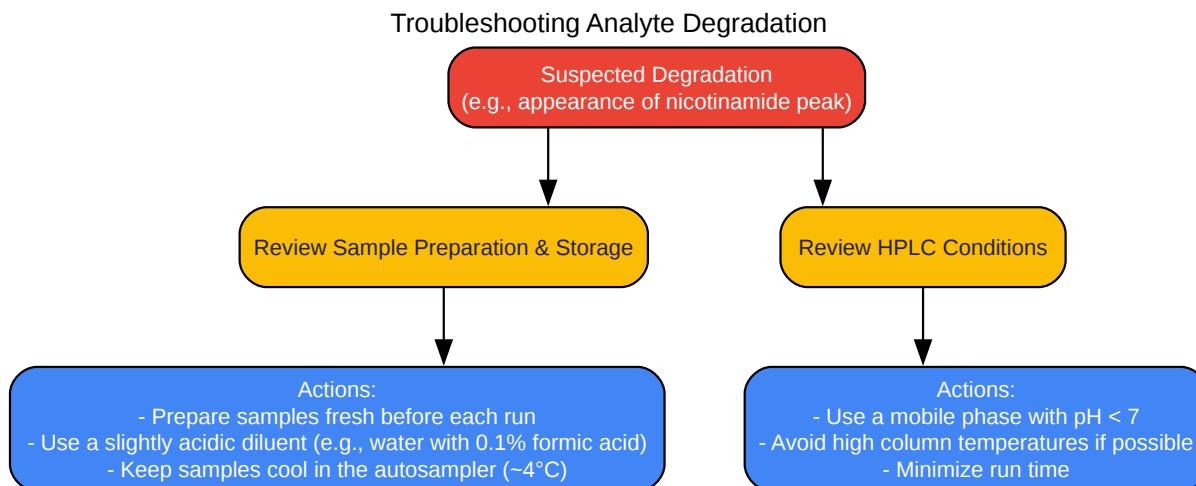 Troubleshooting Analyte Degradation
Suspected Degradation
(e.g., appearance of nicotinamide peak)
Review Sample Preparation & Storage
Review HPLC Conditions
Actions:
- Prepare samples fresh before each run
- Use a slightly acidic diluent (e.g., water with 0.1% formic acid)
- Keep samples cool in the autosampler (~4°C)
Actions:
- Use a mobile phase with pH < 7
- Avoid high column temperatures if possible
- Minimize run time